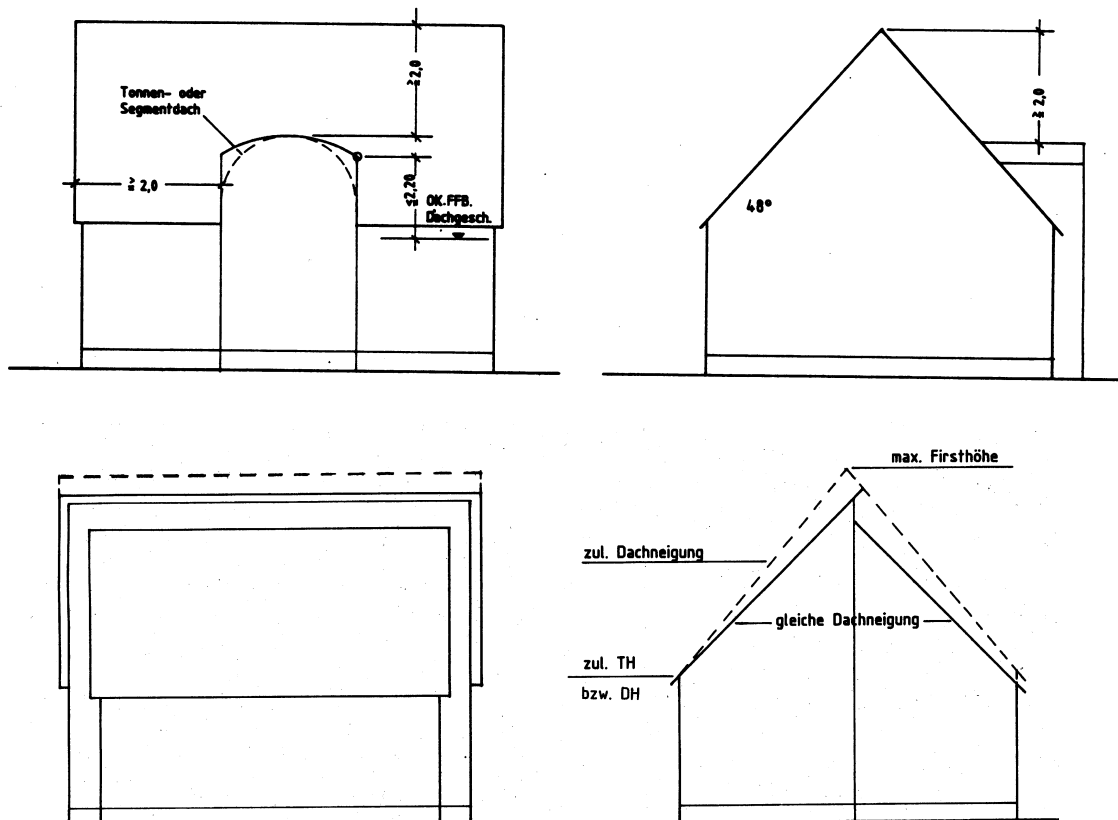 Tonnen- oder
Segmentdach
≧2,0
≧ 2,0
≦2,20
OK.FFB.
Dachgesch.
≧ 2,0
48°
max. Firsthöhe
zul. Dachneigung
gleiche Dachneigung
zul. TH
bzw. DH